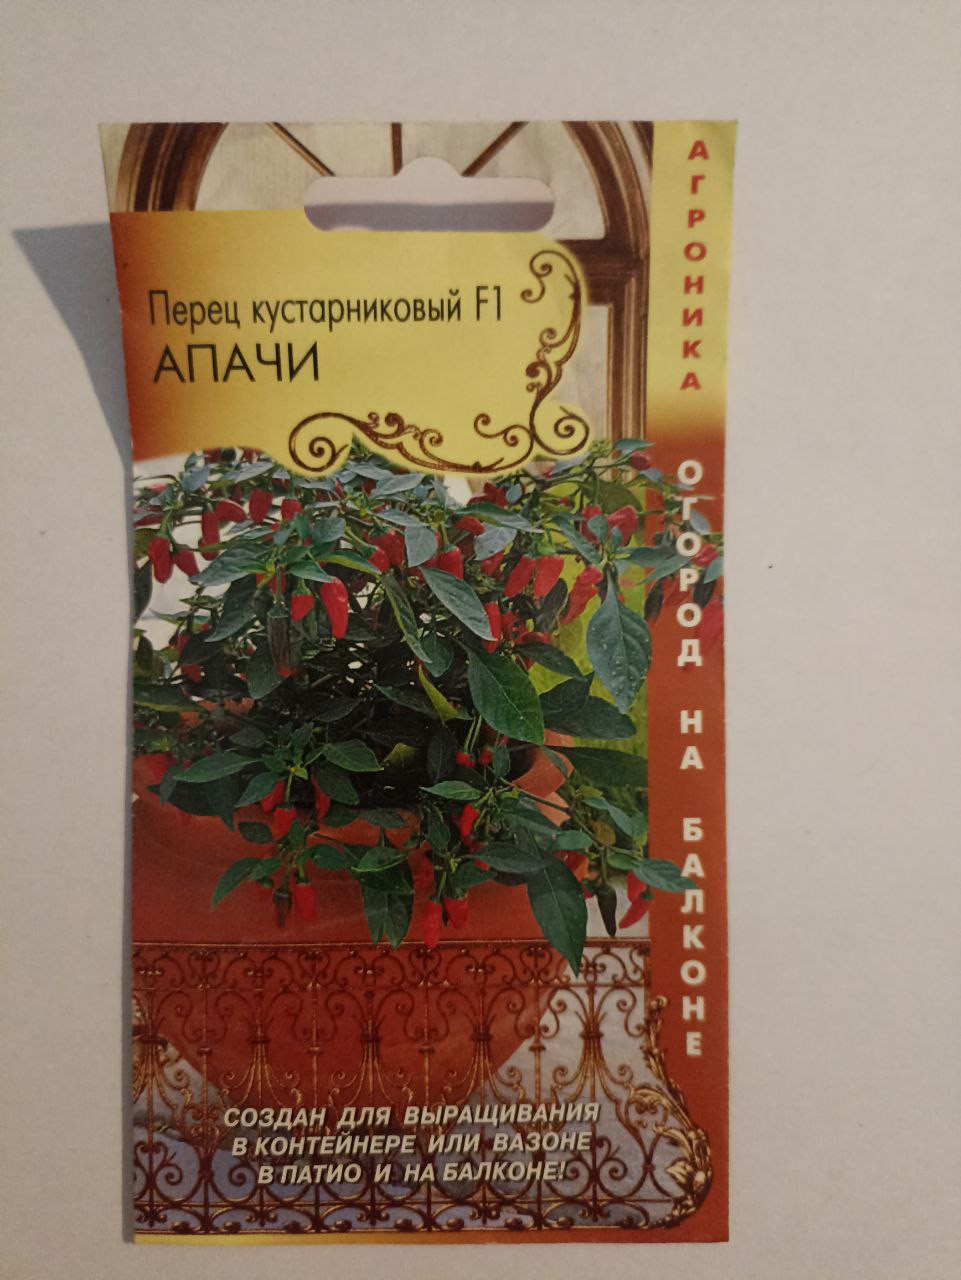 Перец кустарниковый F1
АПАЧИ
АГРОНИКА
ОГОРОД НА БАЛКОНЕ
СОЗДАН ДЛЯ ВЫРАЩИВАНИЯ
В КОНТЕЙНЕРЕ ИЛИ ВАЗОНЕ
В ПАТИО И НА БАЛКОНЕ!